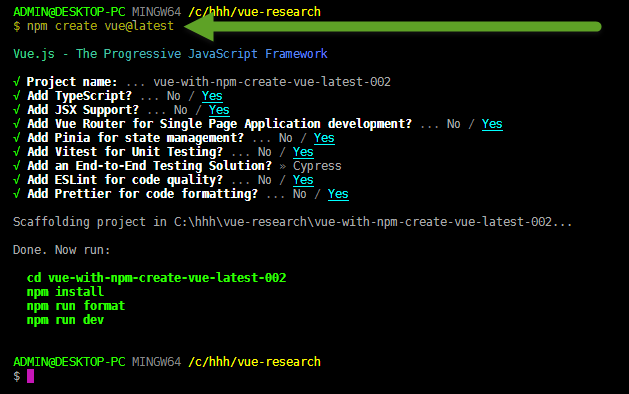 ADMIN@DESKTOP-PC MINGW64 /c/hhh/vue-research
$ npm create vue@latest
Vue.js - The Progressive JavaScript Framework
√ Project name: ... vue-with-npm-create-vue-latest-002
√ Add TypeScript? ... No / Yes
√ Add JSX Support? ... No / Yes
√ Add Vue Router for Single Page Application development? ... No / Yes
√ Add Pinia for state management? ... No / Yes
√ Add Vitest for Unit Testing? ... No / Yes
√ Add an End-to-End Testing Solution? » Cypress
√ Add ESLint for code quality? ... No / Yes
√ Add Prettier for code formatting? ... No / Yes
Scaffolding project in C:\hhh\vue-research\vue-with-npm-create-vue-latest-002...
Done. Now run:
cd vue-with-npm-create-vue-latest-002
npm install
npm run format
npm run dev
ADMIN@DESKTOP-PC MINGW64 /c/hhh/vue-research
$